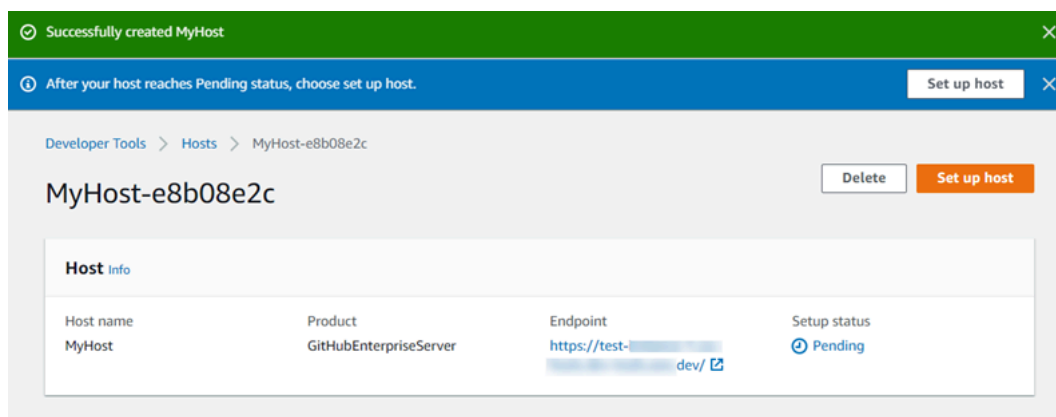 Successfully created MyHost
After your host reaches Pending status, choose set up host.
Set up host
Developer Tools > Hosts > MyHost-e8b08e2c
MyHost-e8b08e2c
Delete
Set up host
Host Info
Host name
Product
Endpoint
Setup status
MyHost
GitHubEnterpriseServer
https://test-
Pending
dev/